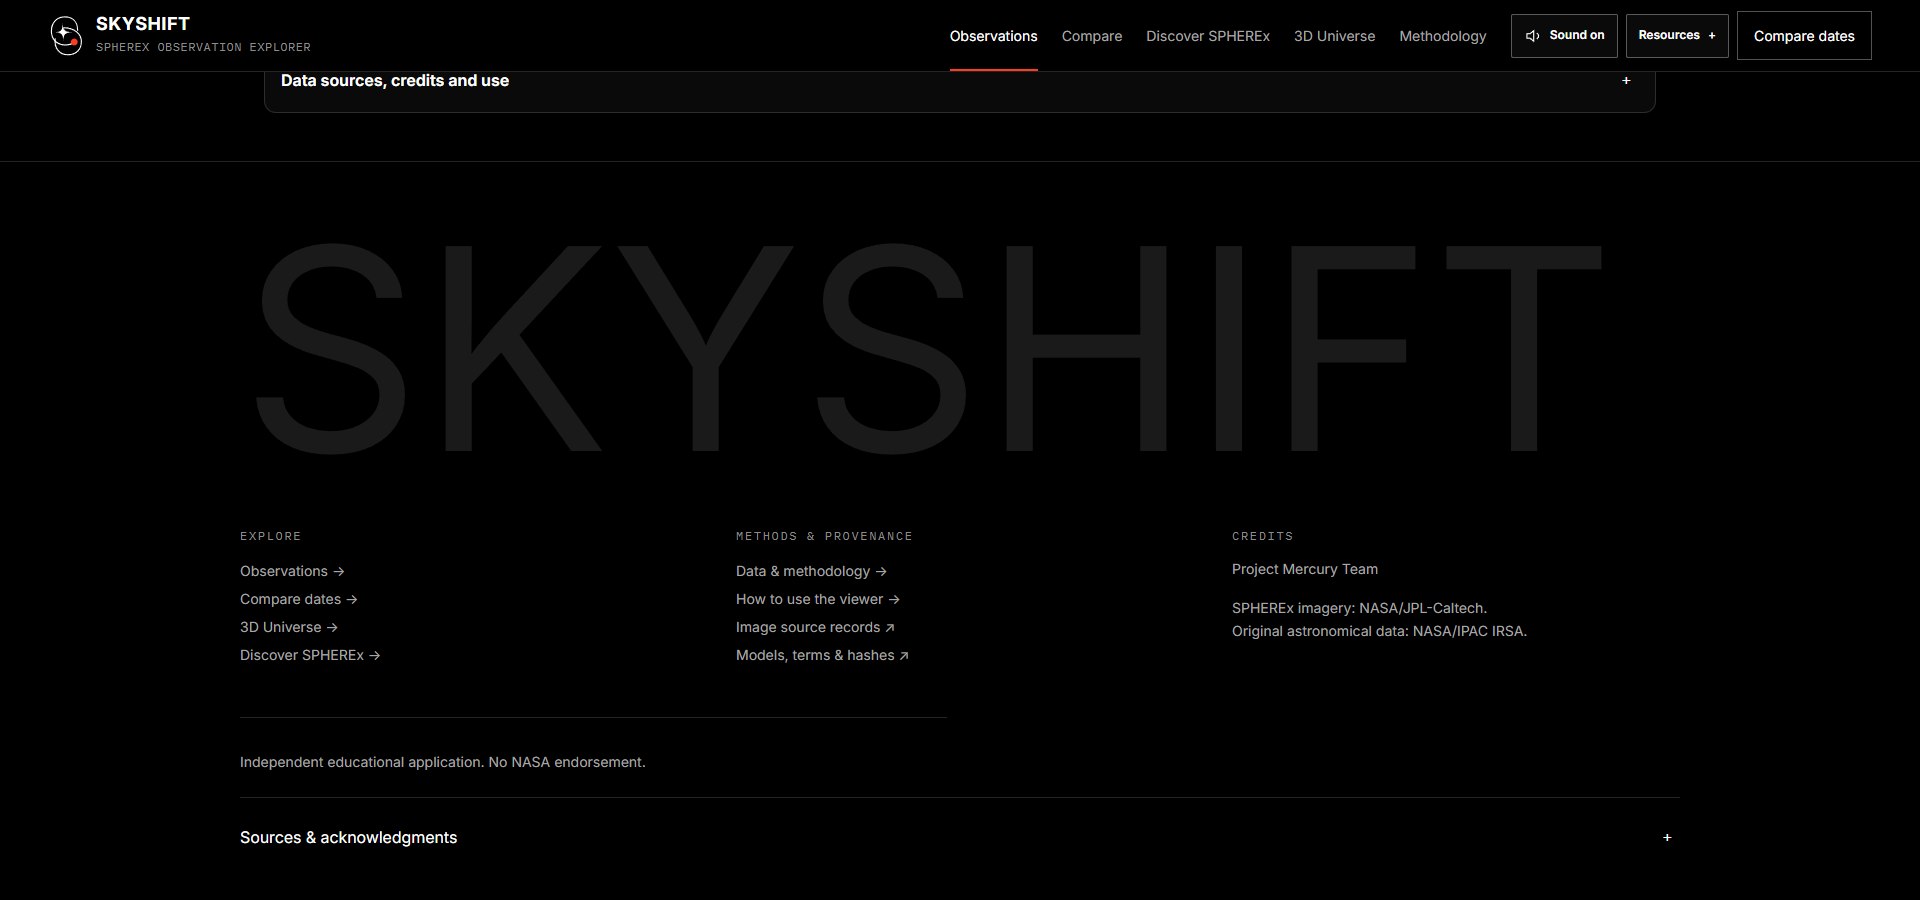 SKYSHIFT
SPHEREX OBSERVATION EXPLORER
Observations
Compare
Discover SPHEREx
3D Universe
Methodology
Sound on
Resources +
Compare dates
Data sources, credits and use +
SKYSHIFT
EXPLORE
Observations →
Compare dates →
3D Universe →
Discover SPHEREx →
METHODS & PROVENANCE
Data & methodology →
How to use the viewer →
Image source records ↗
Models, terms & hashes ↗
CREDITS
Project Mercury Team
SPHEREx imagery: NASA/JPL-Caltech.
Original astronomical data: NASA/IPAC IRSA.
Independent educational application. No NASA endorsement.
Sources & acknowledgments +